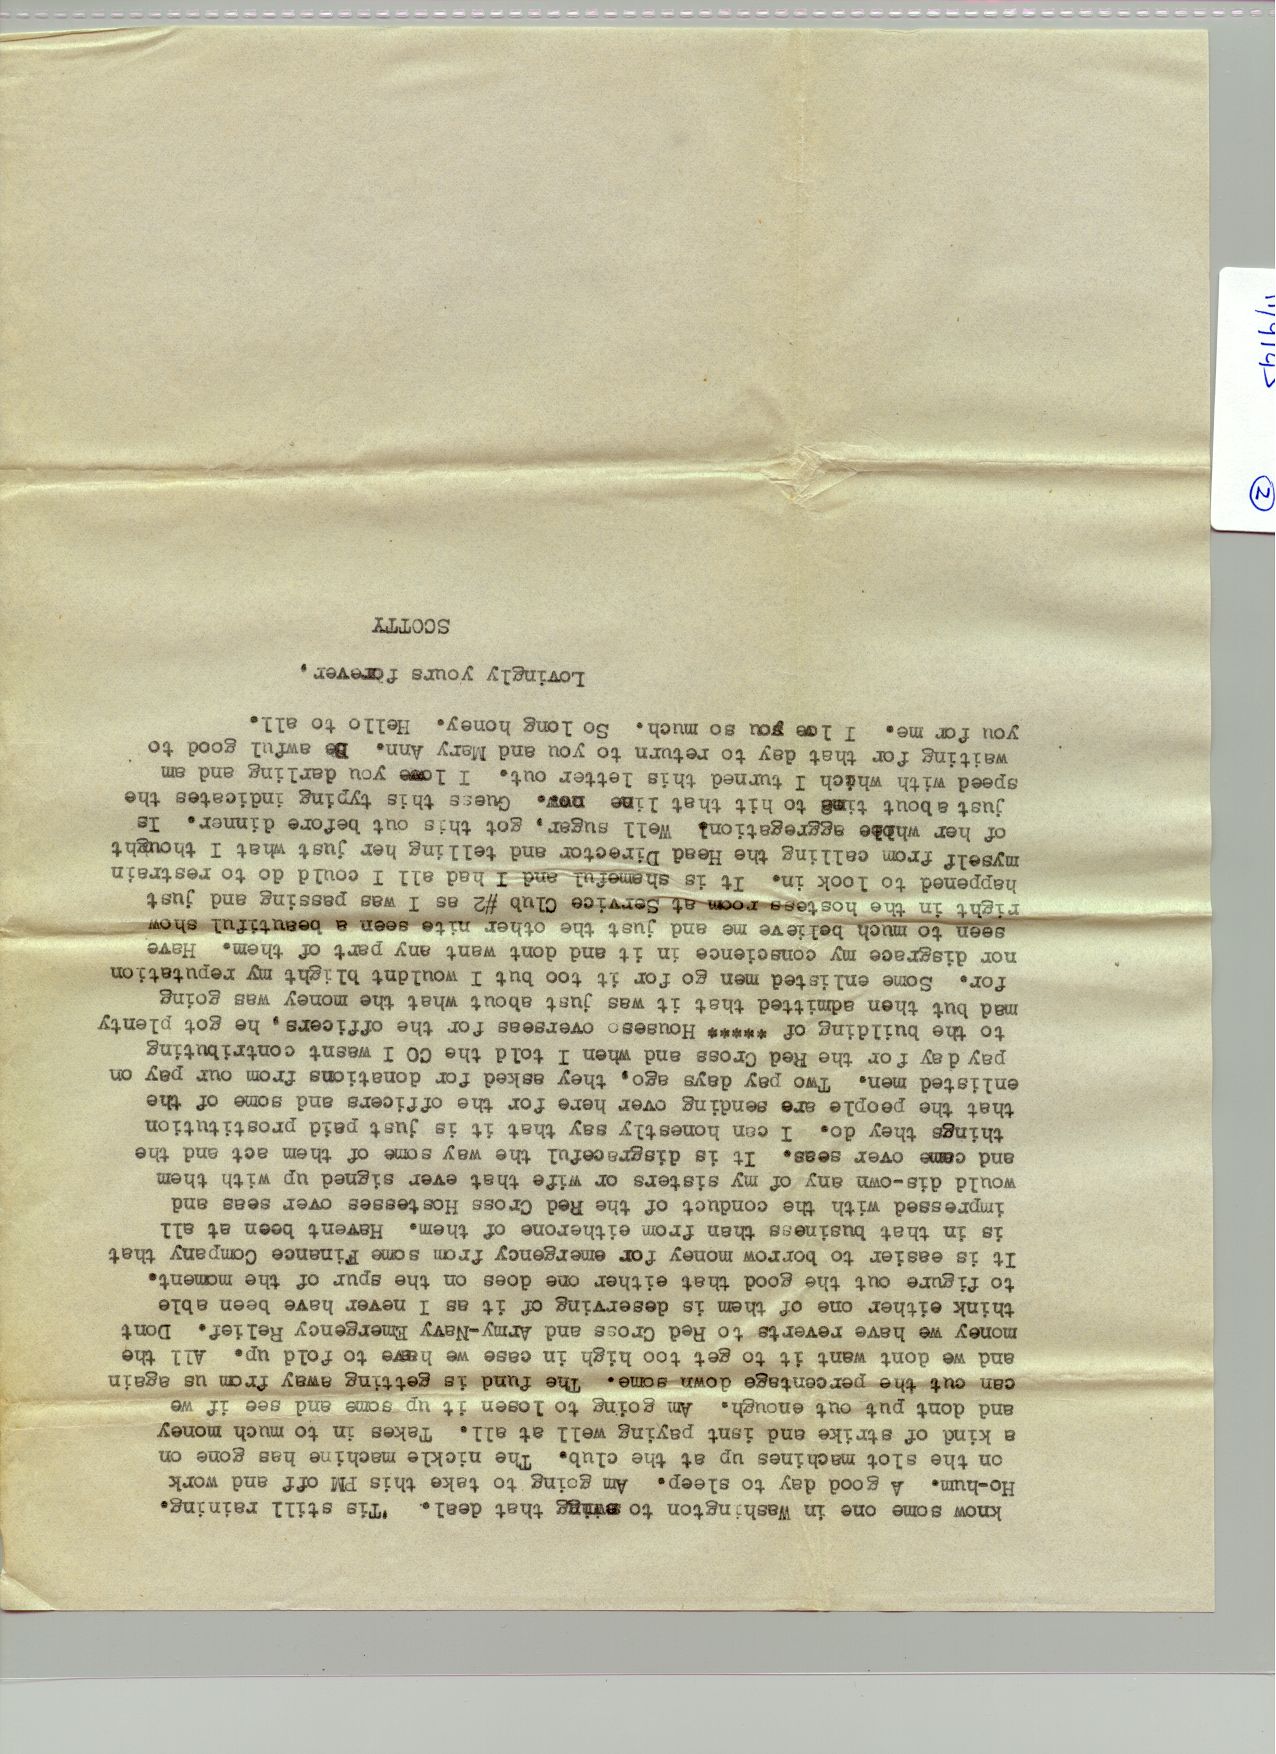 know some one in Washington to swing that deal. 'Tis still raining.
Ho-hum. A good day to sleep. Am going to take this PM off and work
on the slot machines up at the club. The nickle machine has gone on
a kind of strike and isnt paying well at all. Takes in to much money
and dont put out enough. Am going to losen it up some and see if we
can cut the percentage down some. The fund is getting away from us again
and we dont want it to get too high in case we have to fold up. All the
money we have reverts to Red Cross and Army-Navy Emergency Relief. Dont
think either one of them is deserving of it as I never have been able
to figure out the good that either one does on the spur of the moment.
It is easier to borrow money for emergency from some Finance Company that
is in that business than from eitherone of them. Havent been at all
impressed with the conduct of the Red Cross Hostesses over seas and
would dis-own any of my sisters or wife that ever signed up with them
and came over seas. It is disgraceful the way some of them act and the
things they do. I can honestly say that it is just paid prostitution
that the people are sending over here for the officers and some of the
enlisted men. Two pay days ago, they asked for donations from our pay on
pay day for the Red Cross and when I told the CO I wasnt contributing
to the building of ***** Houses overseas for the officers, he got plenty
mad but then admitted that it was just about what the money was going
for. Some enlisted men go for it too but I wouldnt blight my reputation
nor disgrace my conscience in it and dont want any part of them. Have
seen to much believe me and just the other nite seen a beautiful show
right in the hostess room at Service Club #2 as I was passing and just
happened to look in. It is shameful and I had all I could do to restrain
myself from calling the Head Director and telling her just what I thought
of her whole aggregation. Well sugar, got this out before dinner. Is
just about time to hit that line now. Guess this typing indicates the
speed with which I turned this letter out. I love you darling and am
waiting for that day to return to you and Mary Ann. Be awful good to
you for me. I love you so much. So long honey. Hello to all.
Lovingly yours forever,
SCOTTY
11/9/45
②